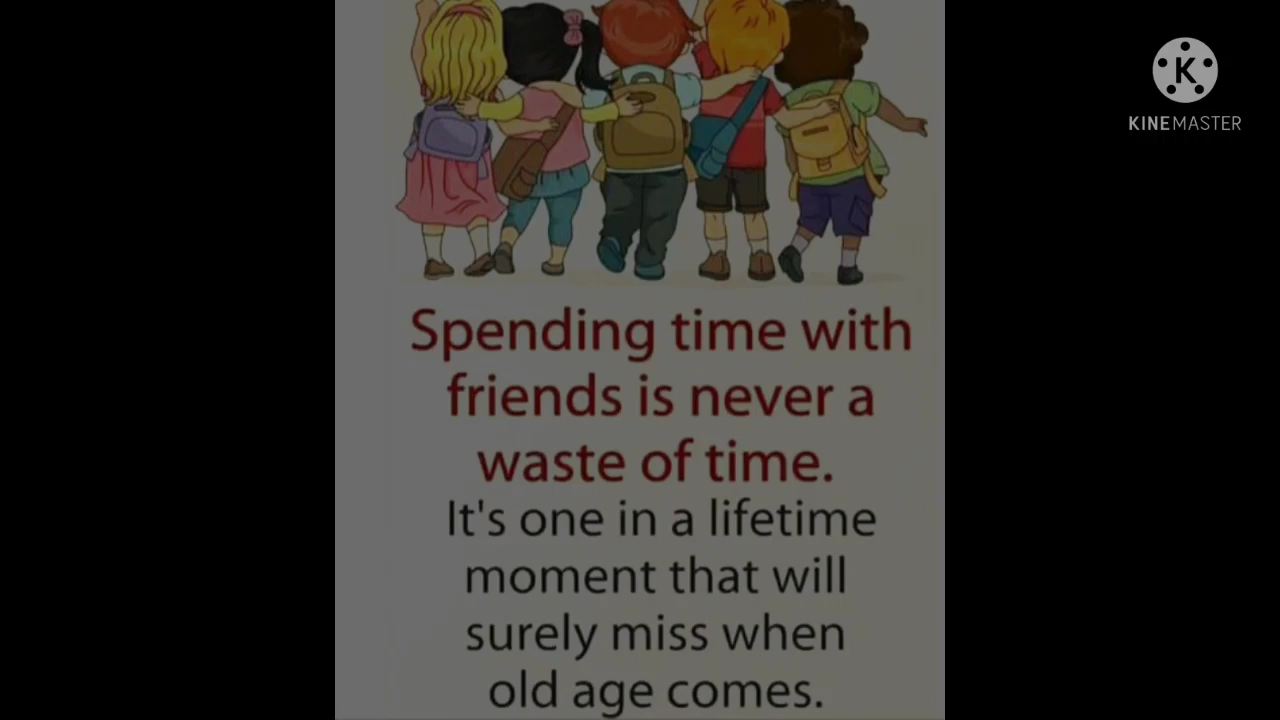 KINEMASTER
Spending time with
friends is never a
waste of time.
It's one in a lifetime
moment that will
surely miss when
old age comes.